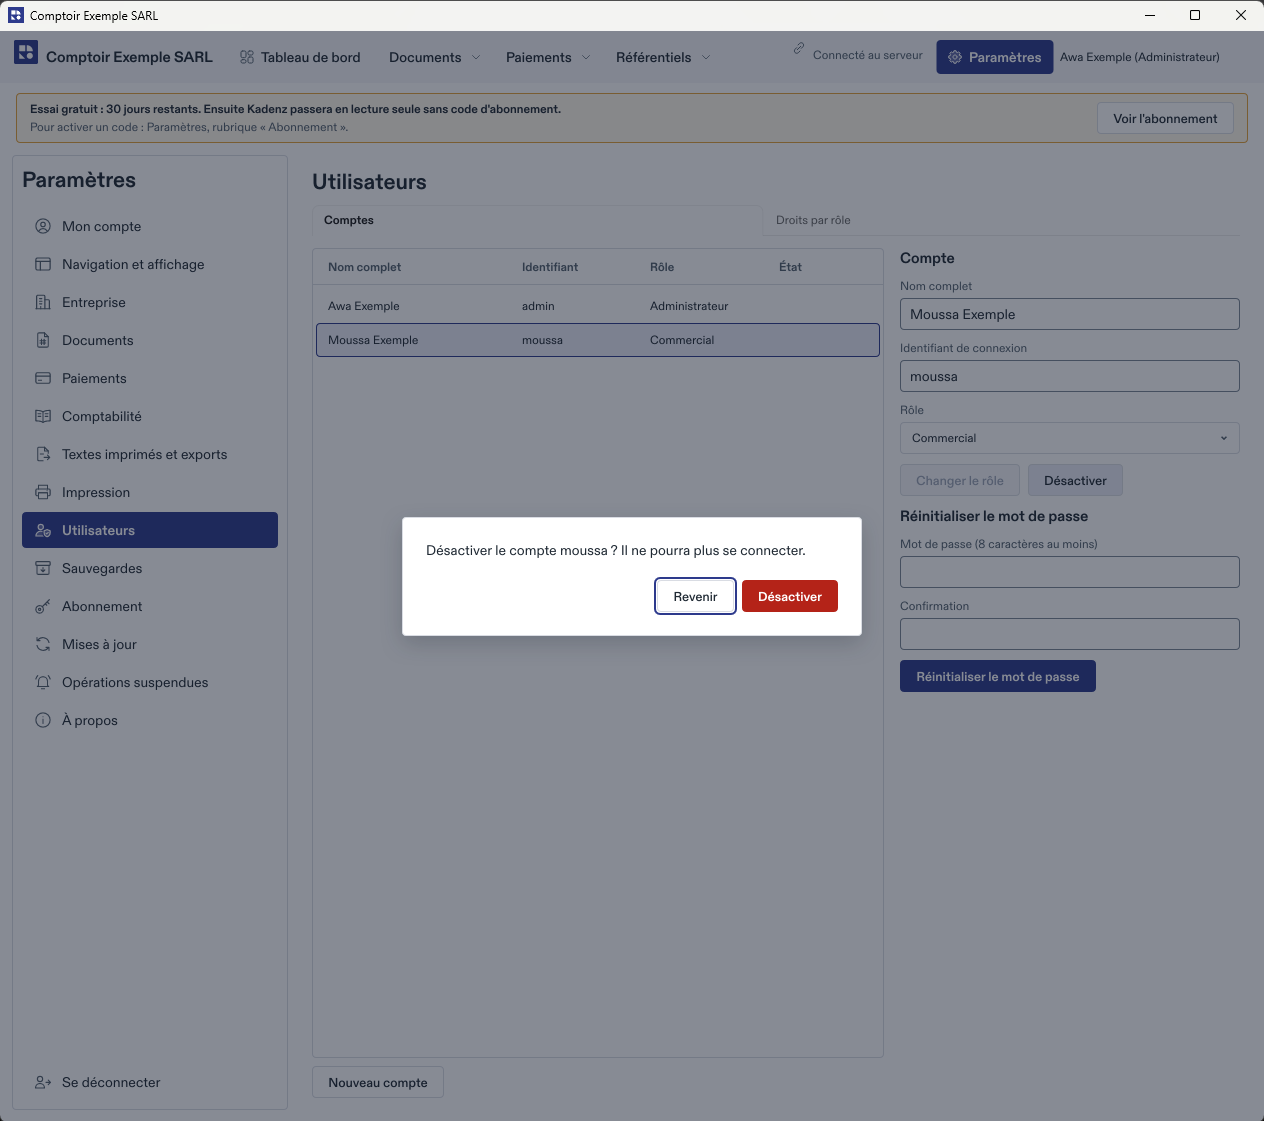 Comptoir Exemple SARL
Comptoir Exemple SARL
Tableau de bord
Documents
Paiements
Référentiels
Connecté au serveur
Paramètres
Awa Exemple (Administrateur)
Essai gratuit : 30 jours restants. Ensuite Kadenz passera en lecture seule sans code d'abonnement.
Pour activer un code : Paramètres, rubrique « Abonnement ».
Voir l'abonnement
Paramètres
Mon compte
Navigation et affichage
Entreprise
Documents
Paiements
Comptabilité
Textes imprimés et exports
Impression
Utilisateurs
Sauvegardes
Abonnement
Mises à jour
Opérations suspendues
À propos
Se déconnecter
Utilisateurs
Comptes
Droits par rôle
Nom complet Identifiant Rôle État
Awa Exemple admin Administrateur
Moussa Exemple moussa Commercial
Nouveau compte
Compte
Nom complet
Moussa Exemple
Identifiant de connexion
moussa
Rôle
Commercial
Changer le rôle
Désactiver
Réinitialiser le mot de passe
Mot de passe (8 caractères au moins)
Confirmation
Réinitialiser le mot de passe
Désactiver le compte moussa ? Il ne pourra plus se connecter.
Revenir
Désactiver